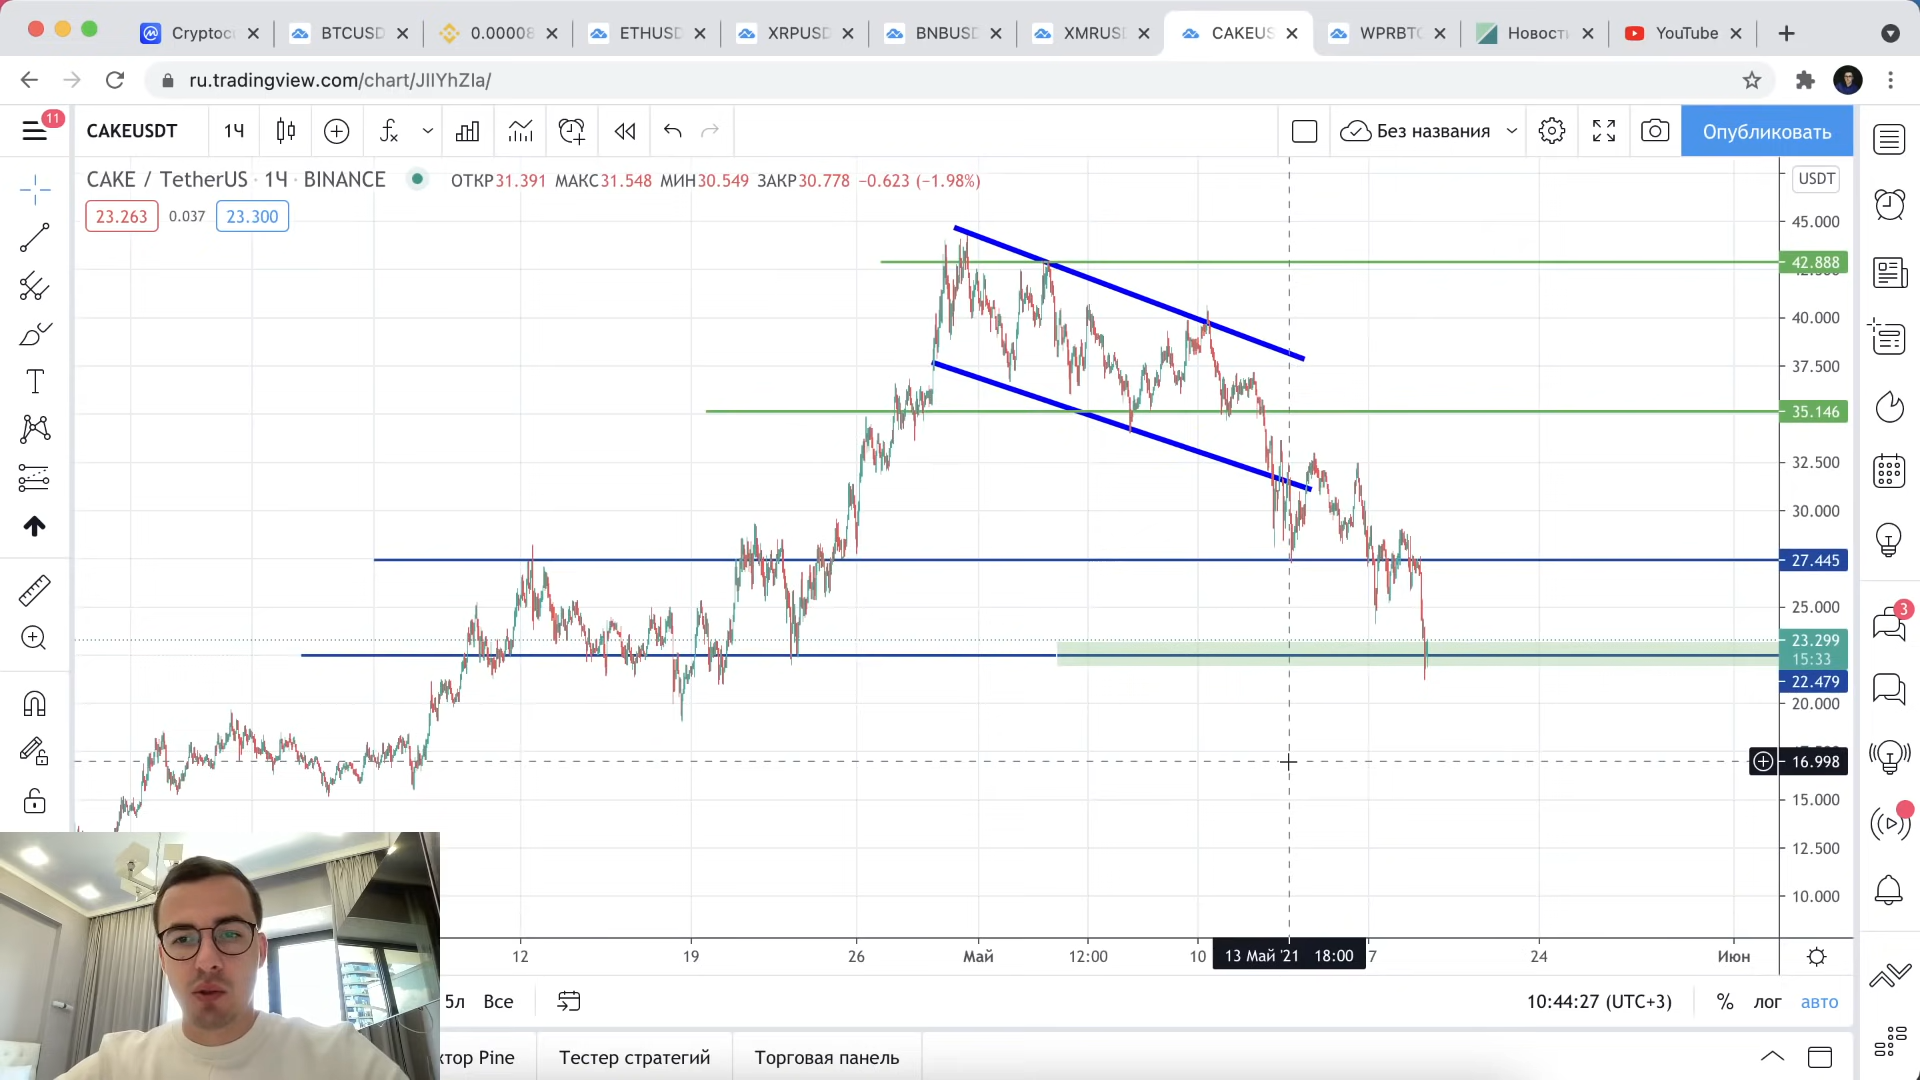 Cryptoc
BTCUSD
0.00008
ETHUSD
XRPUSD
BNBUSD
XMRUSD
CAKEUS
WPRBTC
Новости
YouTube
ru.tradingview.com/chart/JIlYhZla/
11
CAKEUSDT
1Ч
Без названия
Опубликовать
CAKE / TetherUS · 1Ч · BINANCE
ОТКР31.391 МАКС31.548 МИН30.549 ЗАКР30.778 −0.623 (−1.98%)
USDT
23.263
0.037
23.300
45.000
42.888
40.000
37.500
35.146
32.500
30.000
27.445
25.000
23.299
15:33
22.479
20.000
16.998
15.000
12.500
10.000
3
12
19
26
Май
12:00
10
13 Май '21 18:00
7
24
Июн
5л
Все
10:44:27 (UTC+3)
%
лог
авто
ктор Pine
Тестер стратегий
Торговая панель